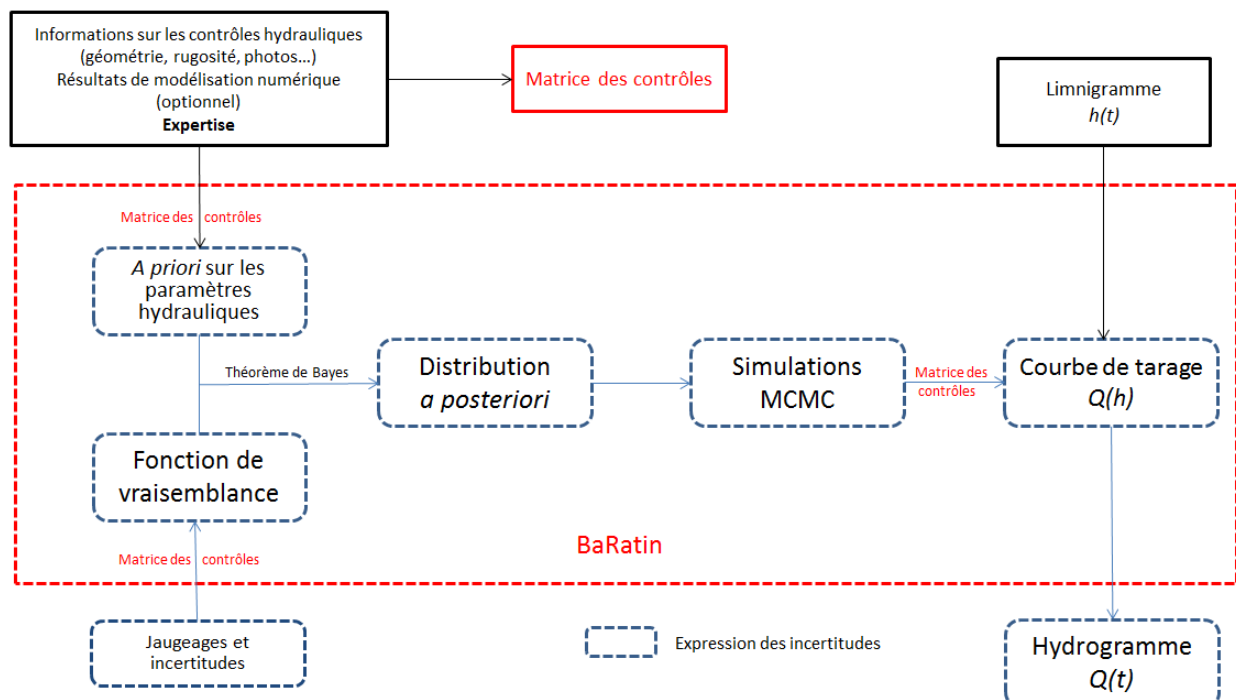 Informations sur les contrôles hydrauliques
(géométrie, rugosité, photos…)
Résultats de modélisation numérique
(optionnel)
Expertise
Matrice des contrôles
Limnigramme
h(t)
Matrice des contrôles
A priori sur les
paramètres
hydrauliques
Théorème de Bayes
Distribution
a posteriori
Simulations
MCMC
Matrice des
contrôles
Courbe de tarage
Q(h)
Fonction de
vraisemblance
BaRatin
Matrice des contrôles
Jaugeages et
incertitudes
Expression des incertitudes
Hydrogramme
Q(t)